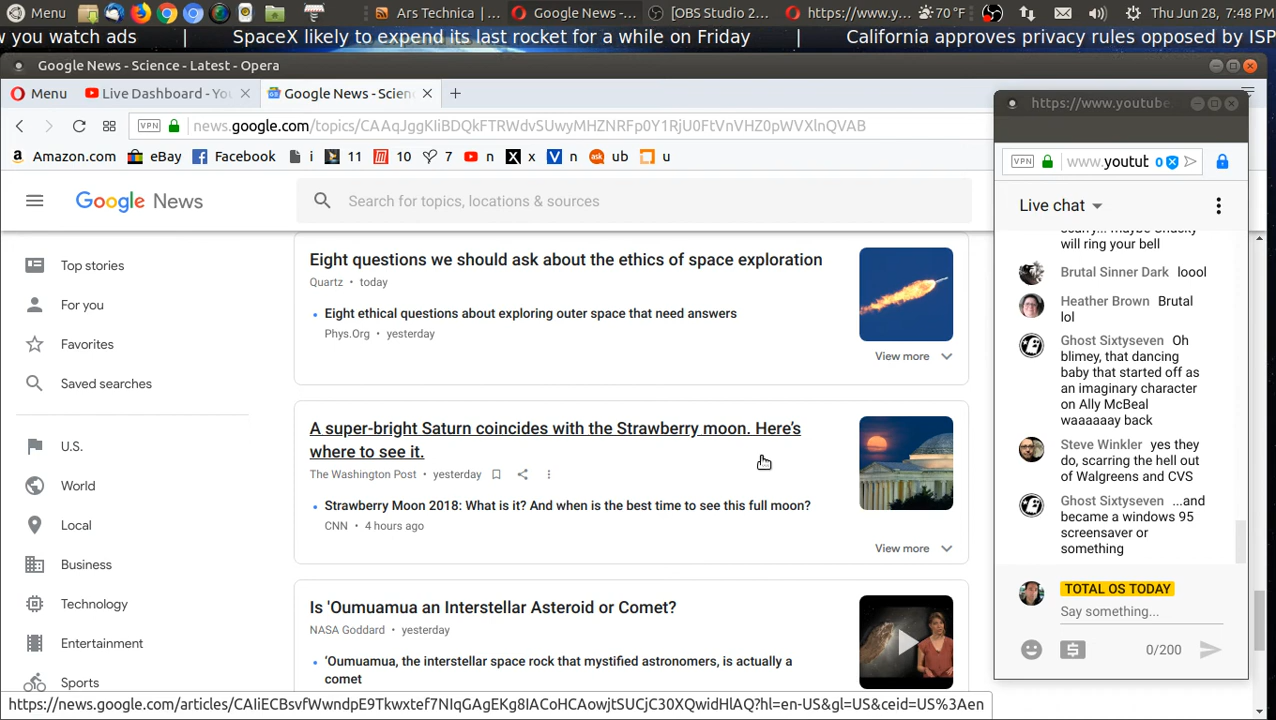 Menu
Ars Technica | ...
Google News -...
[OBS Studio 2...
https://www.y...
70 °F
Thu Jun 28, 7:48 PM
w you watch ads | SpaceX likely to expend its last rocket for a while on Friday | California approves privacy rules opposed by ISP
Google News - Science - Latest - Opera
Menu
Live Dashboard - You
Google News - Scienc
VPN
news.google.com/topics/CAAqJggKIiBDQkFTRWdvSUwyMHZNRFp0Y1RjU0FtVnVHZ0pWVXlnQVAB
Amazon.com
eBay
Facebook
i
11
10
7
n
x
n
ub
u
Google News
Search for topics, locations & sources
Top stories
For you
Favorites
Saved searches
U.S.
World
Local
Business
Technology
Entertainment
Sports
Eight questions we should ask about the ethics of space exploration
Quartz • today
Eight ethical questions about exploring outer space that need answers
Phys.Org • yesterday
View more
A super-bright Saturn coincides with the Strawberry moon. Here's
where to see it.
The Washington Post • yesterday
Strawberry Moon 2018: What is it? And when is the best time to see this full moon?
CNN • 4 hours ago
View more
Is 'Oumuamua an Interstellar Asteroid or Comet?
NASA Goddard • yesterday
'Oumuamua, the interstellar space rock that mystified astronomers, is actually a
comet
https://www.youtube.
VPN
www.youtub
0
Live chat
will ring your bell
Brutal Sinner Dark loool
Heather Brown Brutal
lol
Ghost Sixtyseven Oh
blimey, that dancing
baby that started off as
an imaginary character
on Ally McBeal
waaaaaay back
Steve Winkler yes they
do, scarring the hell out
of Walgreens and CVS
Ghost Sixtyseven ...and
became a windows 95
screensaver or
something
TOTAL OS TODAY
Say something...
0/200
https://news.google.com/articles/CAIiECBsvfWwndpE9Tkwxtef7NIqGAgEKg8IACoHCAowjtSUCjC30XQwidHlAQ?hl=en-US&gl=US&ceid=US%3Aen